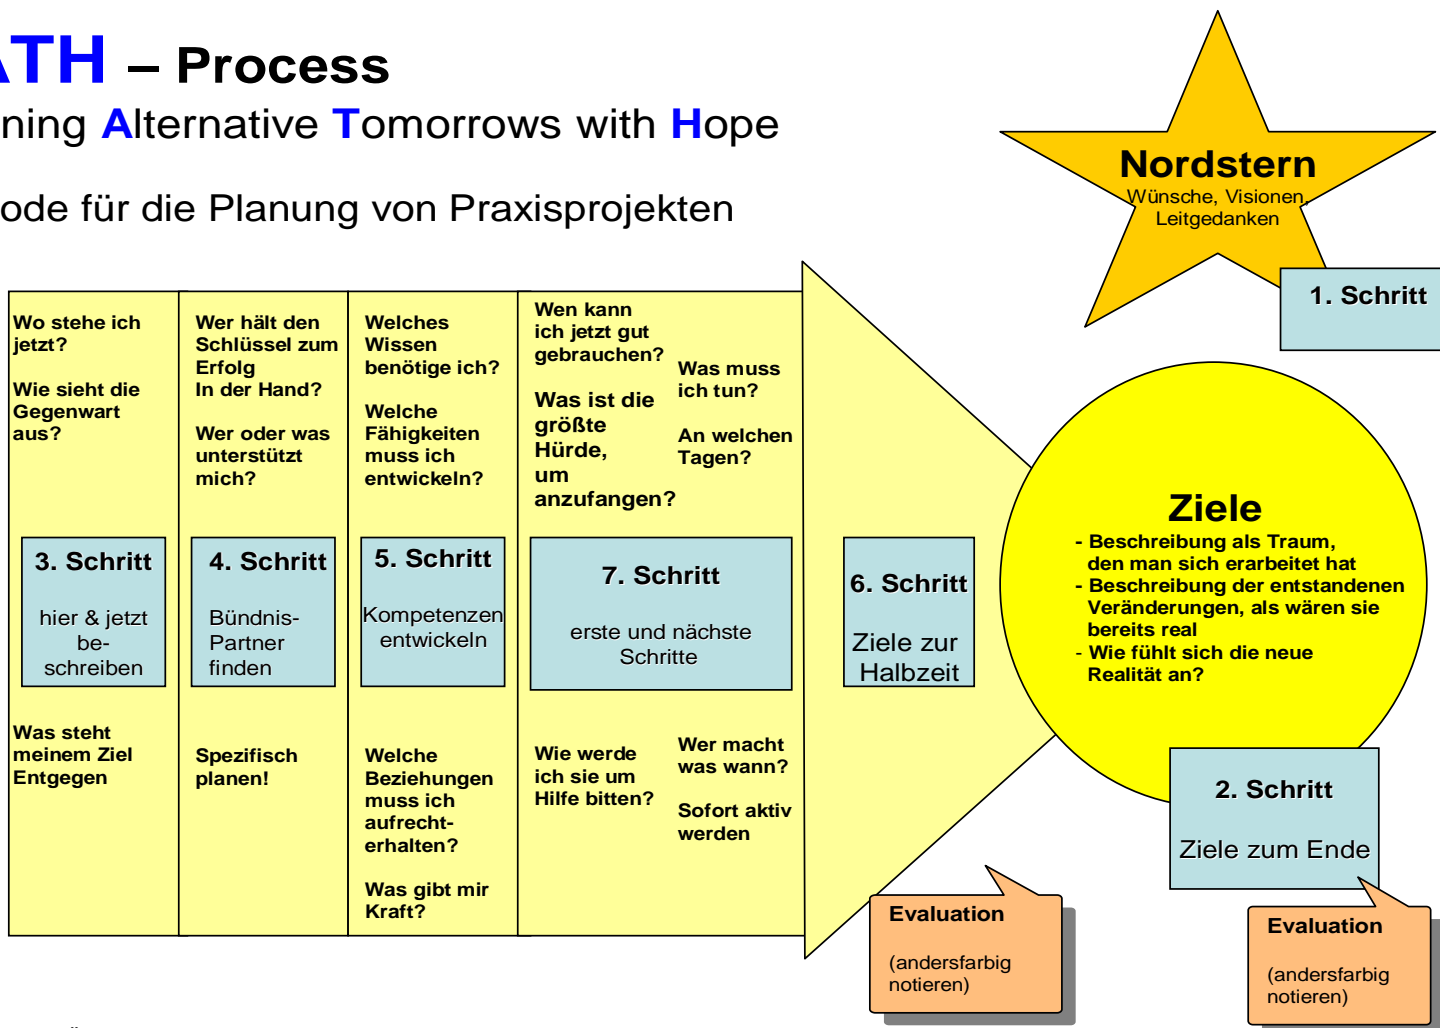 ATH – Process
ning Alternative Tomorrows with Hope
ode für die Planung von Praxisprojekten
Nordstern
Wünsche, Visionen,
Leitgedanken
1. Schritt
Wo stehe ich
jetzt?
Wie sieht die
Gegenwart
aus?
3. Schritt
hier & jetzt
be-
schreiben
Was steht
meinem Ziel
Entgegen
Wer hält den
Schlüssel zum
Erfolg
In der Hand?
Wer oder was
unterstützt
mich?
4. Schritt
Bündnis-
Partner
finden
Spezifisch
planen!
Welches
Wissen
benötige ich?
Welche
Fähigkeiten
muss ich
entwickeln?
5. Schritt
Kompetenzen
entwickeln
Welche
Beziehungen
muss ich
aufrecht-
erhalten?
Was gibt mir
Kraft?
Wen kann
ich jetzt gut
gebrauchen?
Was ist die
größte
Hürde,
um
anzufangen?
Was muss
ich tun?
An welchen
Tagen?
7. Schritt
erste und nächste
Schritte
Wie werde
ich sie um
Hilfe bitten?
Wer macht
was wann?
Sofort aktiv
werden
6. Schritt
Ziele zur
Halbzeit
Ziele
- Beschreibung als Traum,
den man sich erarbeitet hat
- Beschreibung der entstandenen
Veränderungen, als wären sie
bereits real
- Wie fühlt sich die neue
Realität an?
2. Schritt
Ziele zum Ende
Evaluation
(andersfarbig
notieren)
Evaluation
(andersfarbig
notieren)